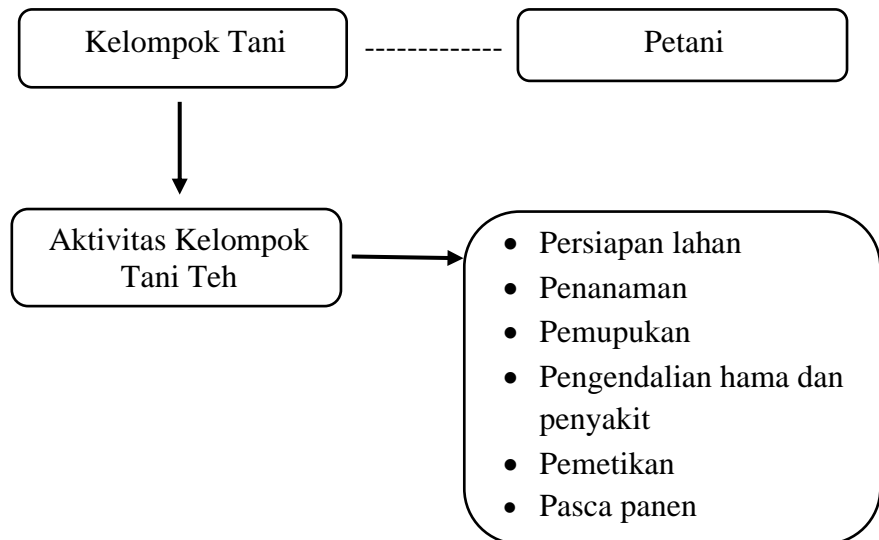 Kelompok Tani
Petani
Aktivitas Kelompok
Tani Teh
• Persiapan lahan
• Penanaman
• Pemupukan
• Pengendalian hama dan
penyakit
• Pemetikan
• Pasca panen